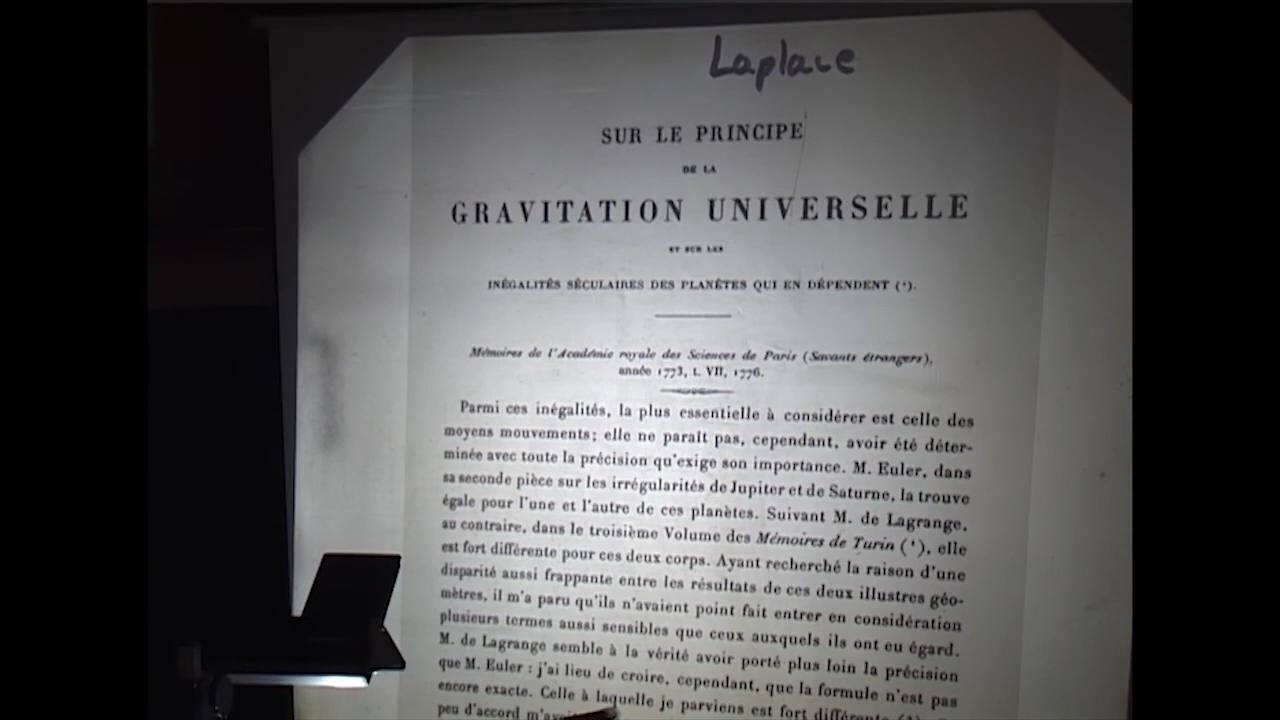 Laplace
SUR LE PRINCIPE
DE LA
GRAVITATION UNIVERSELLE
ET SUR LES
INÉGALITÉS SÉCULAIRES DES PLANÈTES QUI EN DÉPENDENT (¹).
Mémoires de l'Académie royale des Sciences de Paris (Savants étrangers),
année 1773, t. VII, 1776.
Parmi ces inégalités, la plus essentielle à considérer est celle des
moyens mouvements; elle ne paraît pas, cependant, avoir été déter-
minée avec toute la précision qu'exige son importance. M. Euler, dans
sa seconde pièce sur les irrégularités de Jupiter et de Saturne, la trouve
égale pour l'une et l'autre de ces planètes. Suivant M. de Lagrange,
au contraire, dans le troisième Volume des Mémoires de Turin (¹), elle
est fort différente pour ces deux corps. Ayant recherché la raison d'une
disparité aussi frappante entre les résultats de ces deux illustres géo-
mètres, il m'a paru qu'ils n'avaient point fait entrer en considération
plusieurs termes aussi sensibles que ceux auxquels ils ont eu égard.
M. de Lagrange semble à la vérité avoir porté plus loin la précision
que M. Euler : j'ai lieu de croire, cependant, que la formule n'est pas
encore exacte. Celle à laquelle je parviens est fort différente
peu d'accord